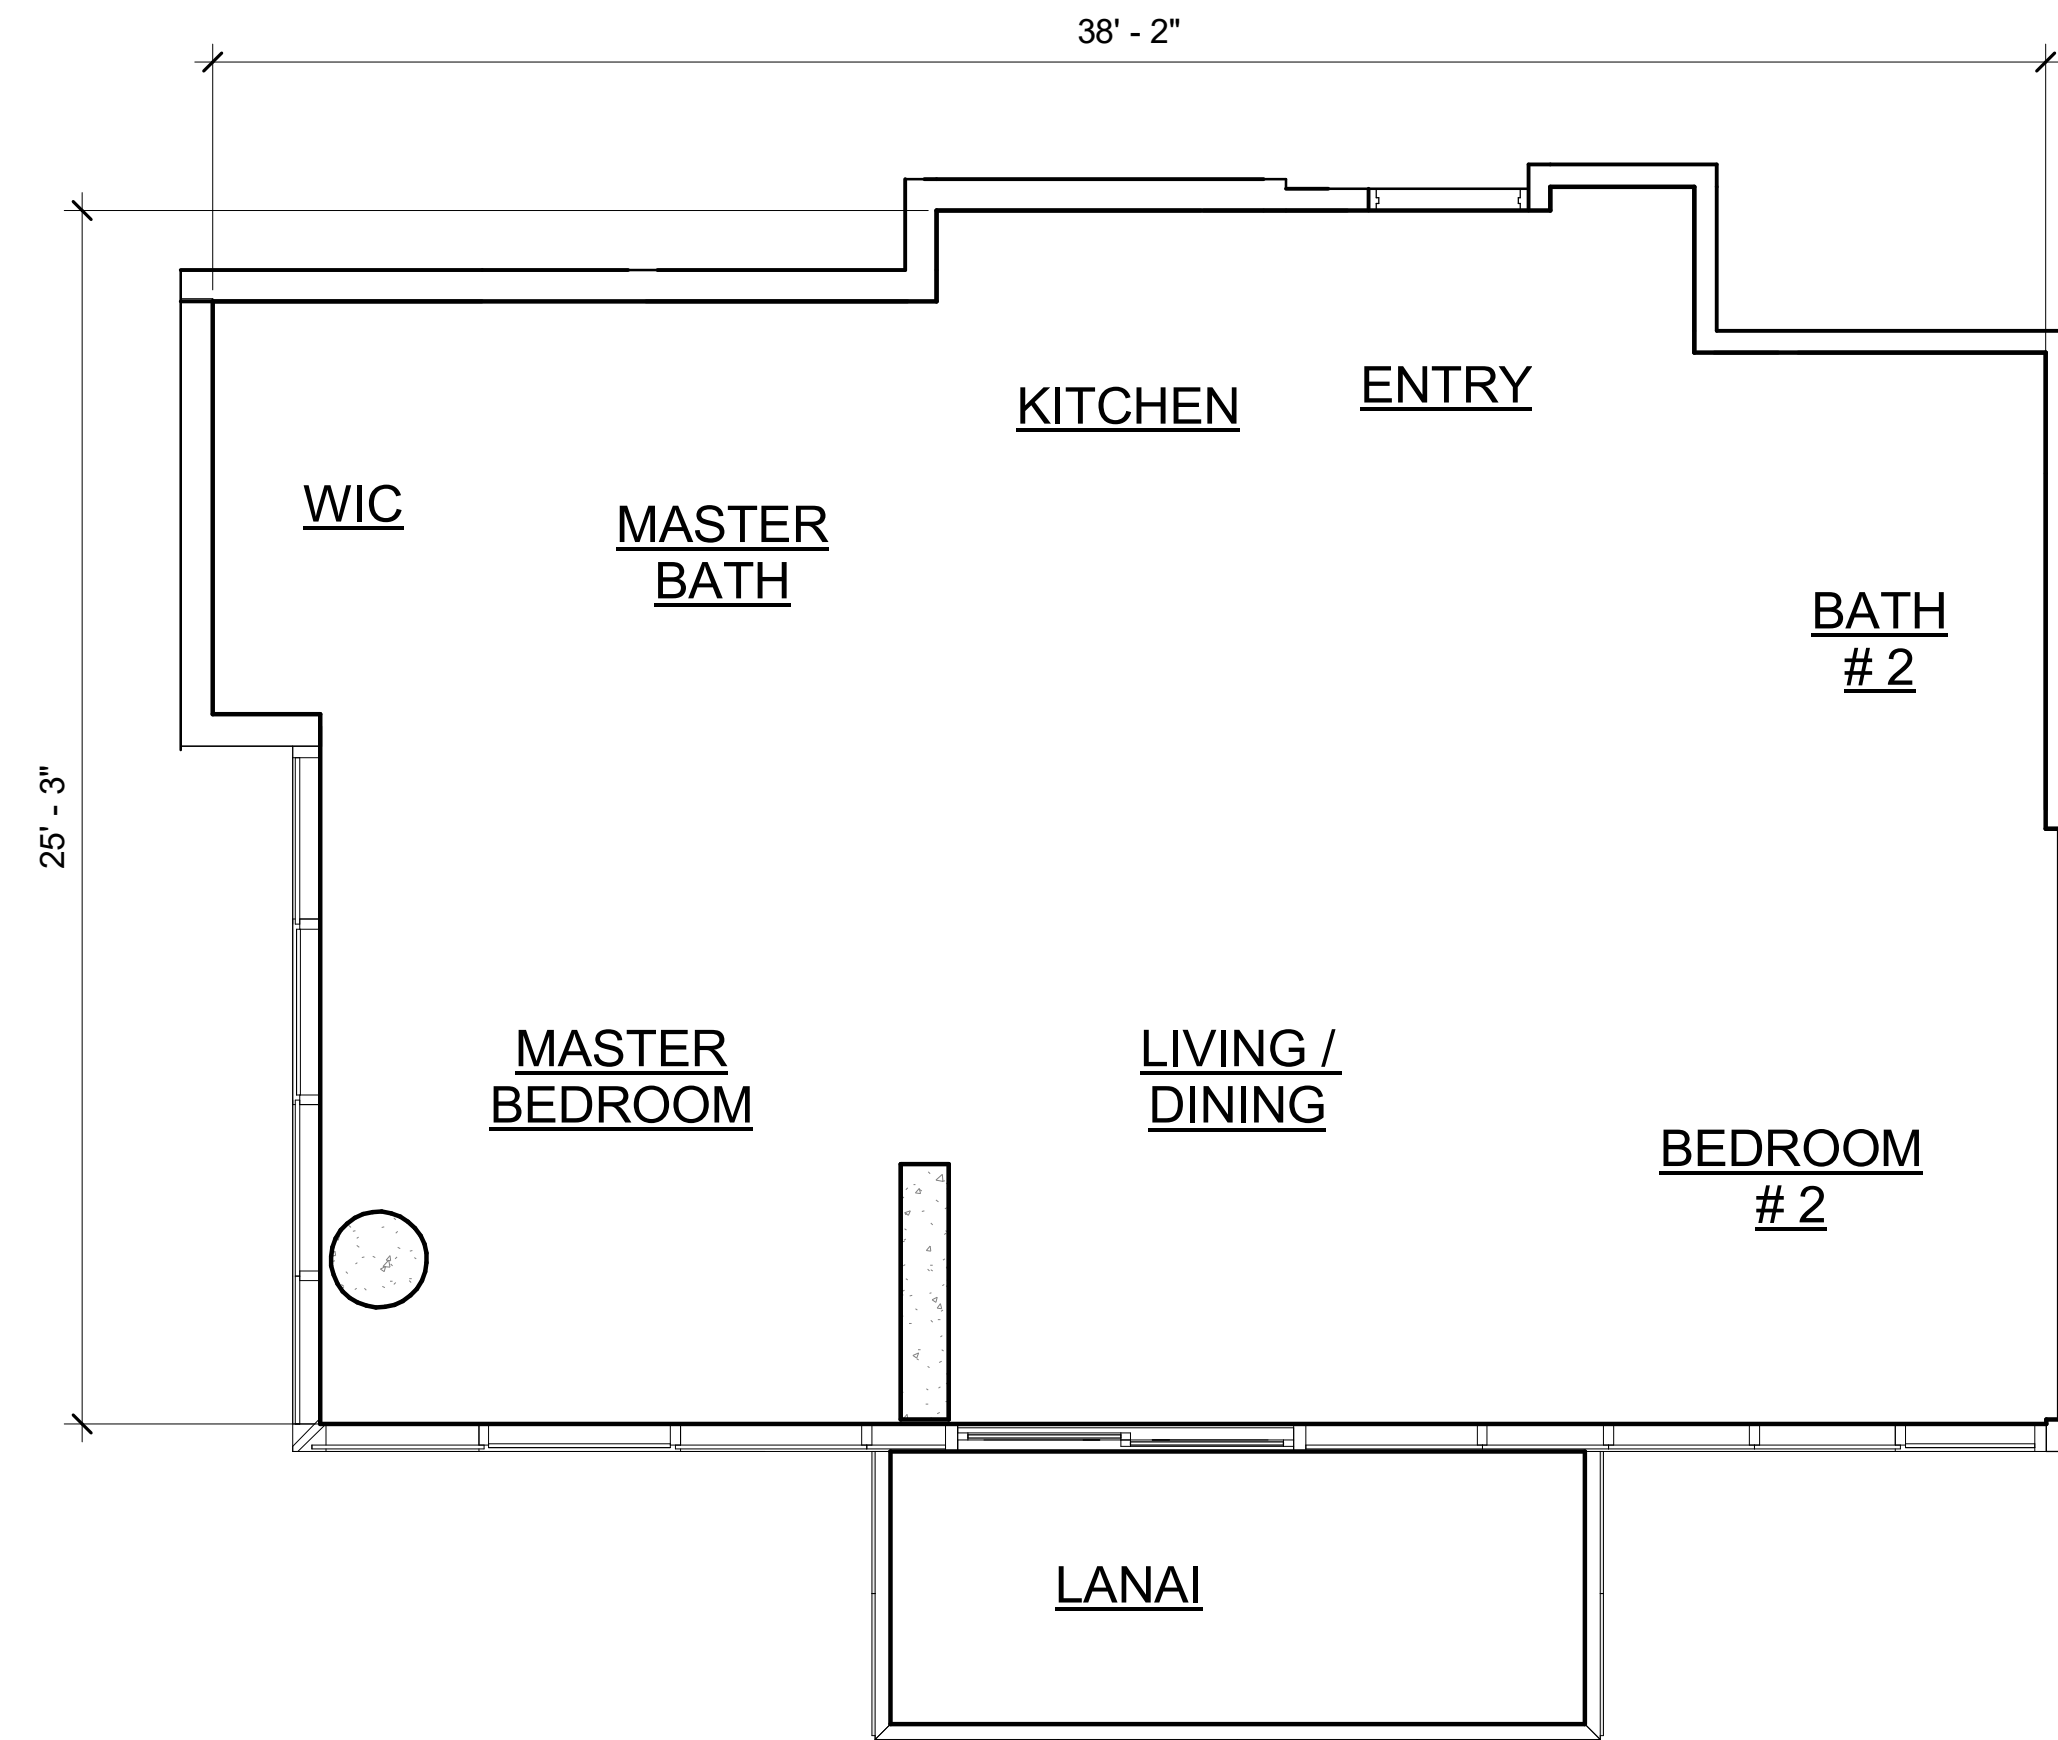 38' - 2"
KITCHEN
ENTRY
WIC
MASTER
BATH
BATH
# 2
25' - 3"
MASTER
BEDROOM
LIVING /
DINING
BEDROOM
# 2
LANAI